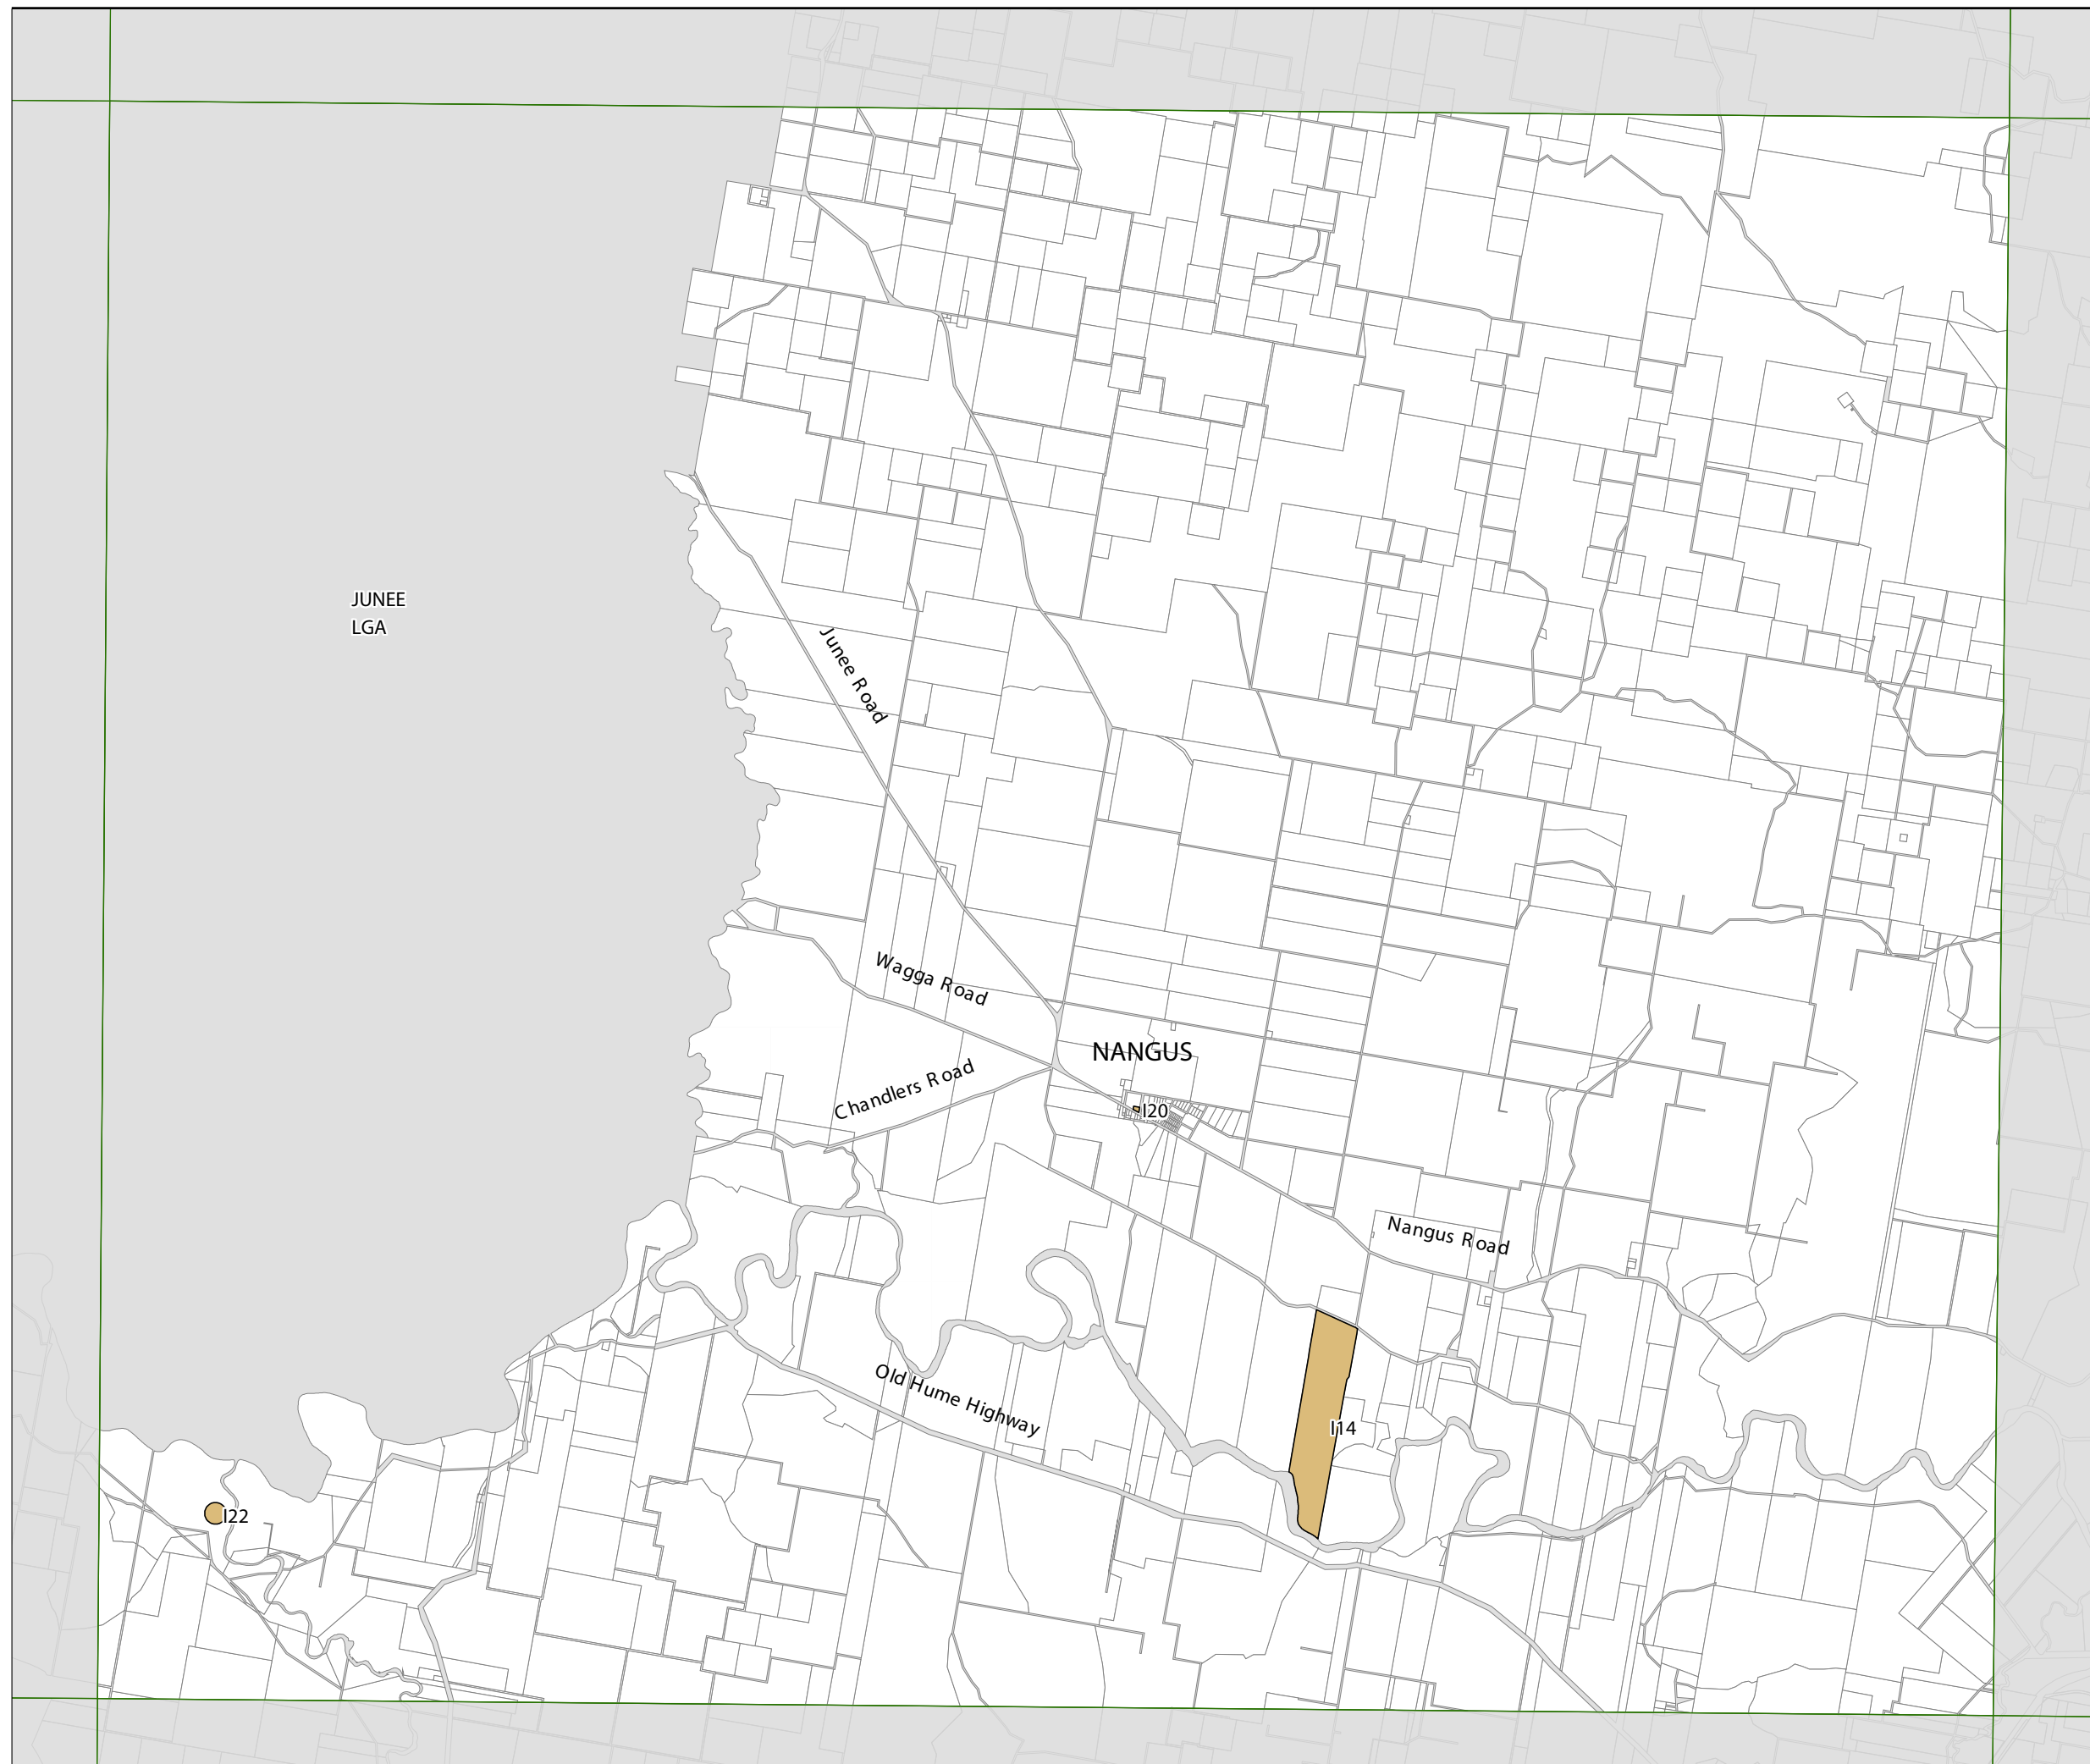 JUNEE
LGA
Junee Road
Wagga Road
NANGUS
Chandlers Road
I20
Nangus Road
Old Hume Highway
I14
I22